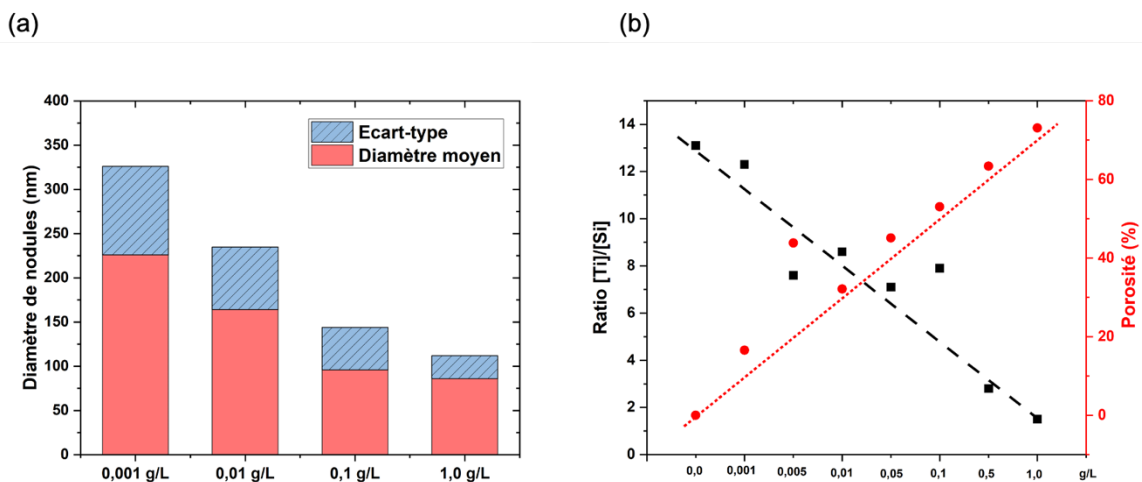 (a)
(b)
Diamètre de nodules (nm)
400
350
300
250
200
150
100
50
0
Ecart-type
Diamètre moyen
0,001 g/L
0,01 g/L
0,1 g/L
1,0 g/L
Ratio [Ti]/[Si]
14
12
10
8
6
4
2
0
80
60
40
20
0
Porosité (%)
0,0
0,001
0,005
0,01
0,05
0,1
0,5
1,0
g/L